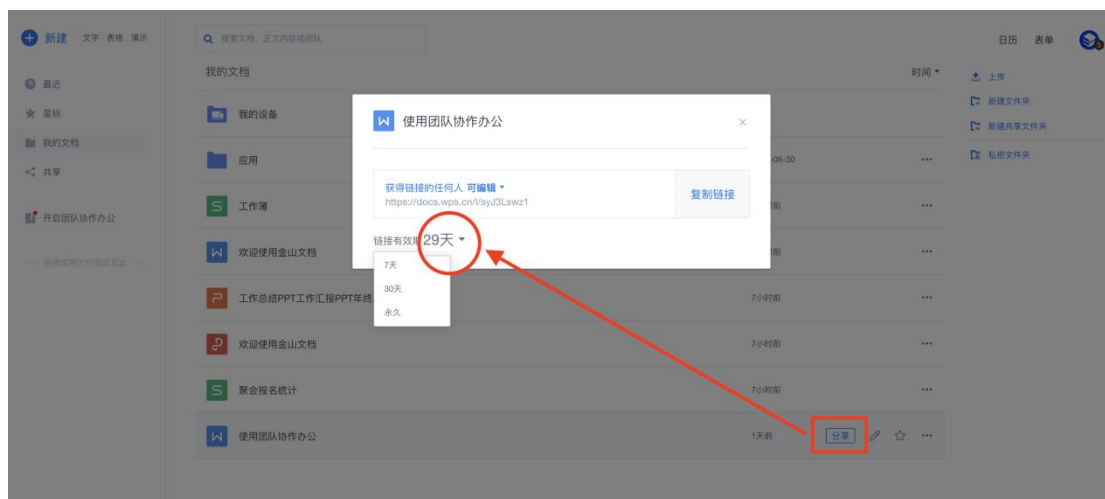 新建 文字 表格 演示
搜索文档、正文内容或团队
日历 表单
最近
星标
我的文档
共享
开启团队协作办公
我的文档
时间
我的设备
应用
06-30
工作簿
欢迎使用金山文档
工作总结PPT工作汇报PPT年终
7小时前
欢迎使用金山文档
7小时前
聚会报名统计
7小时前
使用团队协作办公
1天前
分享
上传
新建文件夹
新建共享文件夹
私密文件夹
使用团队协作办公
获得链接的任何人 可编辑
https://docs.wps.cn/l/syJ3Lswz1
复制链接
链接有效期 29天
7天
30天
永久